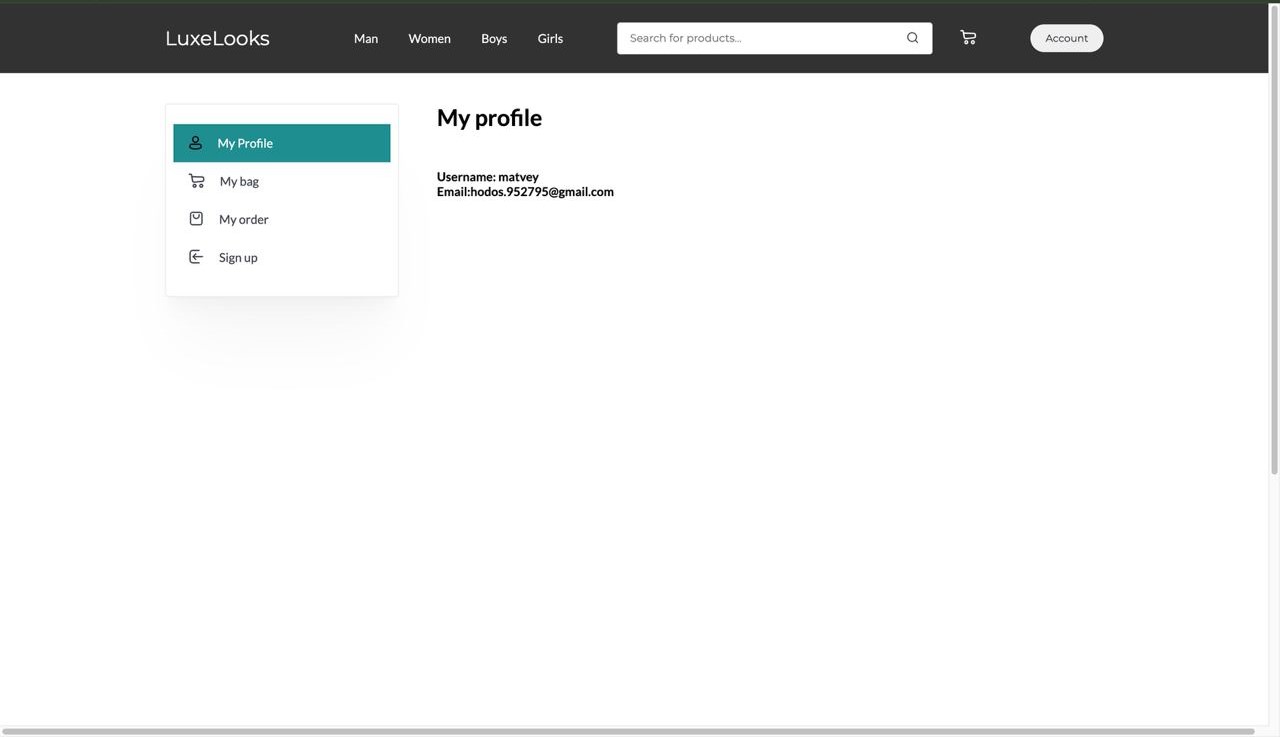 LuxeLooks
Man
Women
Boys
Girls
Search for products...
Account
My Profile
My bag
My order
Sign up
My profile
Username: matvey
Email:hodos.952795@gmail.com